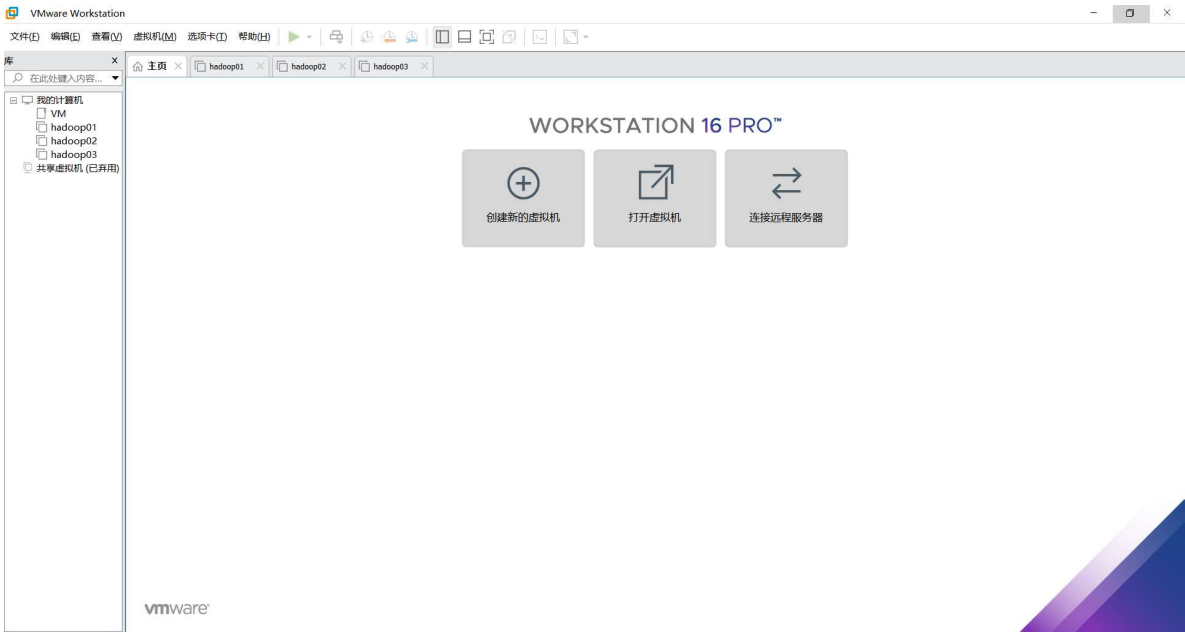 VMware Workstation
文件(F) 编辑(E) 查看(V) 虚拟机(M) 选项卡(T) 帮助(H)
库
在此处键入内容...
我的计算机
VM
hadoop01
hadoop02
hadoop03
共享虚拟机 (已弃用)
主页 hadoop01 hadoop02 hadoop03
WORKSTATION 16 PRO™
创建新的虚拟机 打开虚拟机 连接远程服务器
vmware